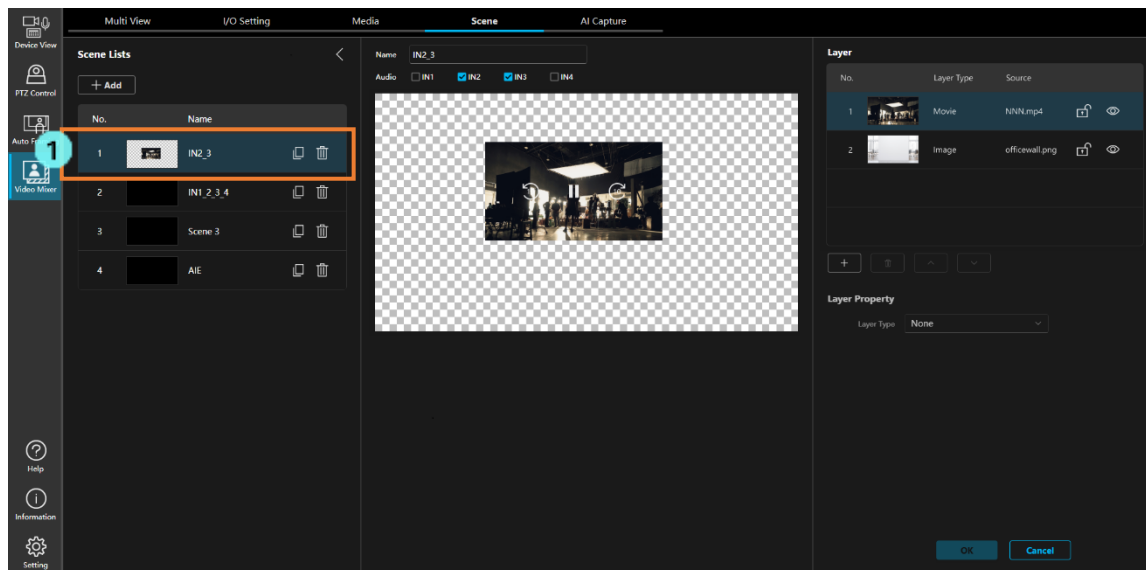 Multi View
I/O Setting
Media
Scene
AI Capture
Device View
PTZ Control
Auto F
Video Mixer
Help
Information
Setting
1
Scene Lists
+ Add
No. Name
1 IN2_3
2 IN1_2_3_4
3 Scene 3
4 AIE
Name IN2_3
Audio IN1 IN2 IN3 IN4
Layer
No. Layer Type Source
1 Movie NNN.mp4
2 Image officewall.png
Layer Property
Layer Type None
OK Cancel